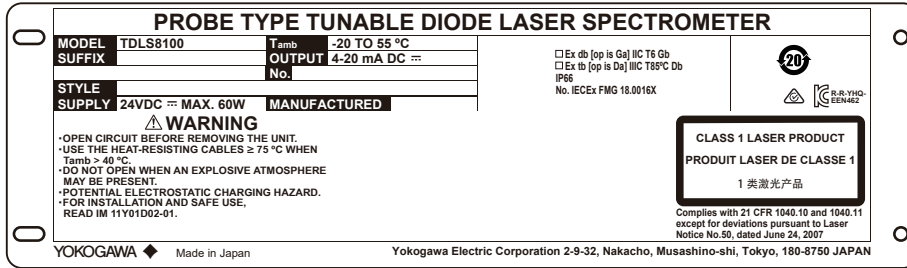 PROBE TYPE TUNABLE DIODE LASER SPECTROMETER
MODEL TDLS8100 Tamb -20 TO 55 ºC
SUFFIX OUTPUT 4-20 mA DC ⎓
No.
STYLE
SUPPLY 24VDC ⎓ MAX. 60W MANUFACTURED
□ Ex db [op is Ga] IIC T6 Gb
□ Ex tb [op is Da] IIIC T85ºC Db
IP66
No. IECEx FMG 18.0016X
20
R-R-YHQ-
EEN462
⚠ WARNING
・OPEN CIRCUIT BEFORE REMOVING THE UNIT.
・USE THE HEAT-RESISTING CABLES ≥ 75 ºC WHEN
Tamb > 40 ºC.
・DO NOT OPEN WHEN AN EXPLOSIVE ATMOSPHERE
MAY BE PRESENT.
・POTENTIAL ELECTROSTATIC CHARGING HAZARD.
・FOR INSTALLATION AND SAFE USE,
READ IM 11Y01D02-01.
CLASS 1 LASER PRODUCT
PRODUIT LASER DE CLASSE 1
1 类激光产品
Complies with 21 CFR 1040.10 and 1040.11
except for deviations pursuant to Laser
Notice No.50, dated June 24, 2007
YOKOGAWA ◆ Made in Japan Yokogawa Electric Corporation 2-9-32, Nakacho, Musashino-shi, Tokyo, 180-8750 JAPAN